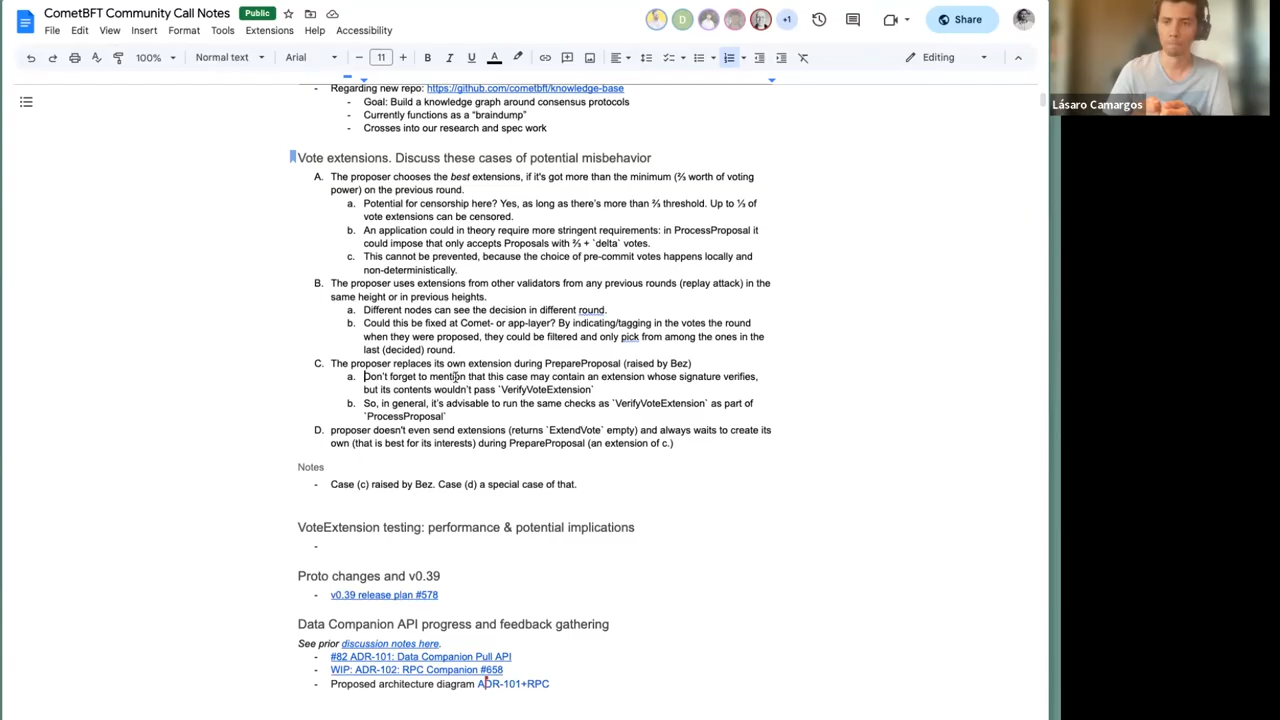 CometBFT Community Call Notes
Public
File Edit View Insert Format Tools Extensions Help Accessibility
D
+1
Share
100%
Normal text
Arial
11
B I U A
Editing
Lásaro Camargos
- Regarding new repo: https://github.com/cometbft/knowledge-base
- Goal: Build a knowledge graph around consensus protocols
- Currently functions as a “braindump”
- Crosses into our research and spec work
Vote extensions. Discuss these cases of potential misbehavior
A. The proposer chooses the best extensions, if it's got more than the minimum (⅔ worth of voting
power) on the previous round.
a. Potential for censorship here? Yes, as long as there’s more than ⅔ threshold. Up to ⅓ of
vote extensions can be censored.
b. An application could in theory require more stringent requirements: in ProcessProposal it
could impose that only accepts Proposals with ⅔ + `delta` votes.
c. This cannot be prevented, because the choice of pre-commit votes happens locally and
non-deterministically.
B. The proposer uses extensions from other validators from any previous rounds (replay attack) in the
same height or in previous heights.
a. Different nodes can see the decision in different round.
b. Could this be fixed at Comet- or app-layer? By indicating/tagging in the votes the round
when they were proposed, they could be filtered and only pick from among the ones in the
last (decided) round.
C. The proposer replaces its own extension during PrepareProposal (raised by Bez)
a. Don’t forget to mention that this case may contain an extension whose signature verifies,
but its contents wouldn’t pass `VerifyVoteExtension`
b. So, in general, it’s advisable to run the same checks as `VerifyVoteExtension` as part of
`ProcessProposal`
D. proposer doesn't even send extensions (returns `ExtendVote` empty) and always waits to create its
own (that is best for its interests) during PrepareProposal (an extension of c.)
Notes
- Case (c) raised by Bez. Case (d) a special case of that.
VoteExtension testing: performance & potential implications
-
Proto changes and v0.39
- v0.39 release plan #578
Data Companion API progress and feedback gathering
See prior discussion notes here.
- #82 ADR-101: Data Companion Pull API
- WIP: ADR-102: RPC Companion #658
- Proposed architecture diagram ADR-101+RPC